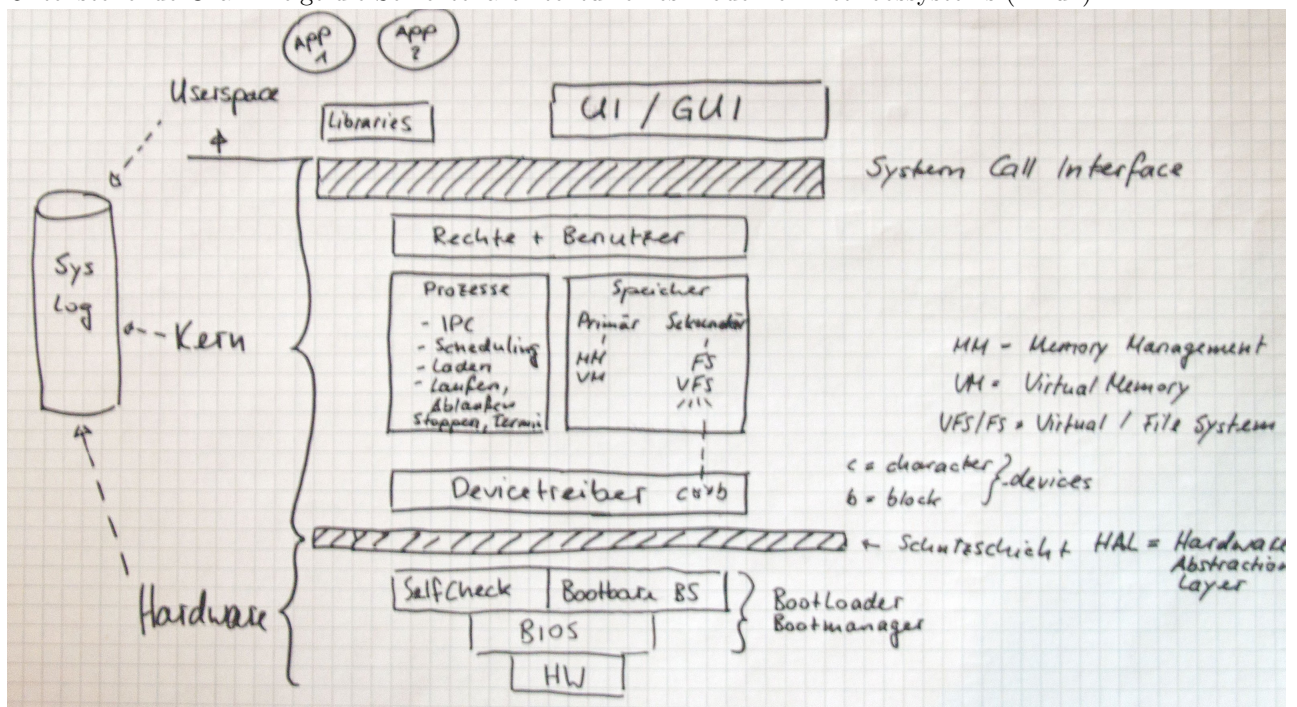 App
1
App
2
Userspace
Libraries
UI / GUI
System Call Interface
Rechte + Benutzer
Sys
Log
Kern
Prozesse
- IPC
- Scheduling
- Laden
- Laufen,
Ablaufen
Stoppen, Termin
Speicher
Primär Sekundär
MM FS
VM VFS
MM - Memory Management
VM = Virtual Memory
VFS/FS = Virtual / File System
c = character
b = block
devices
Devicetreiber
Schutzschicht HAL = Hardware
Abstraction
Layer
Hardware
SelfCheck
Bootbare BS
BIOS
HW
BootLoader
Bootmanager